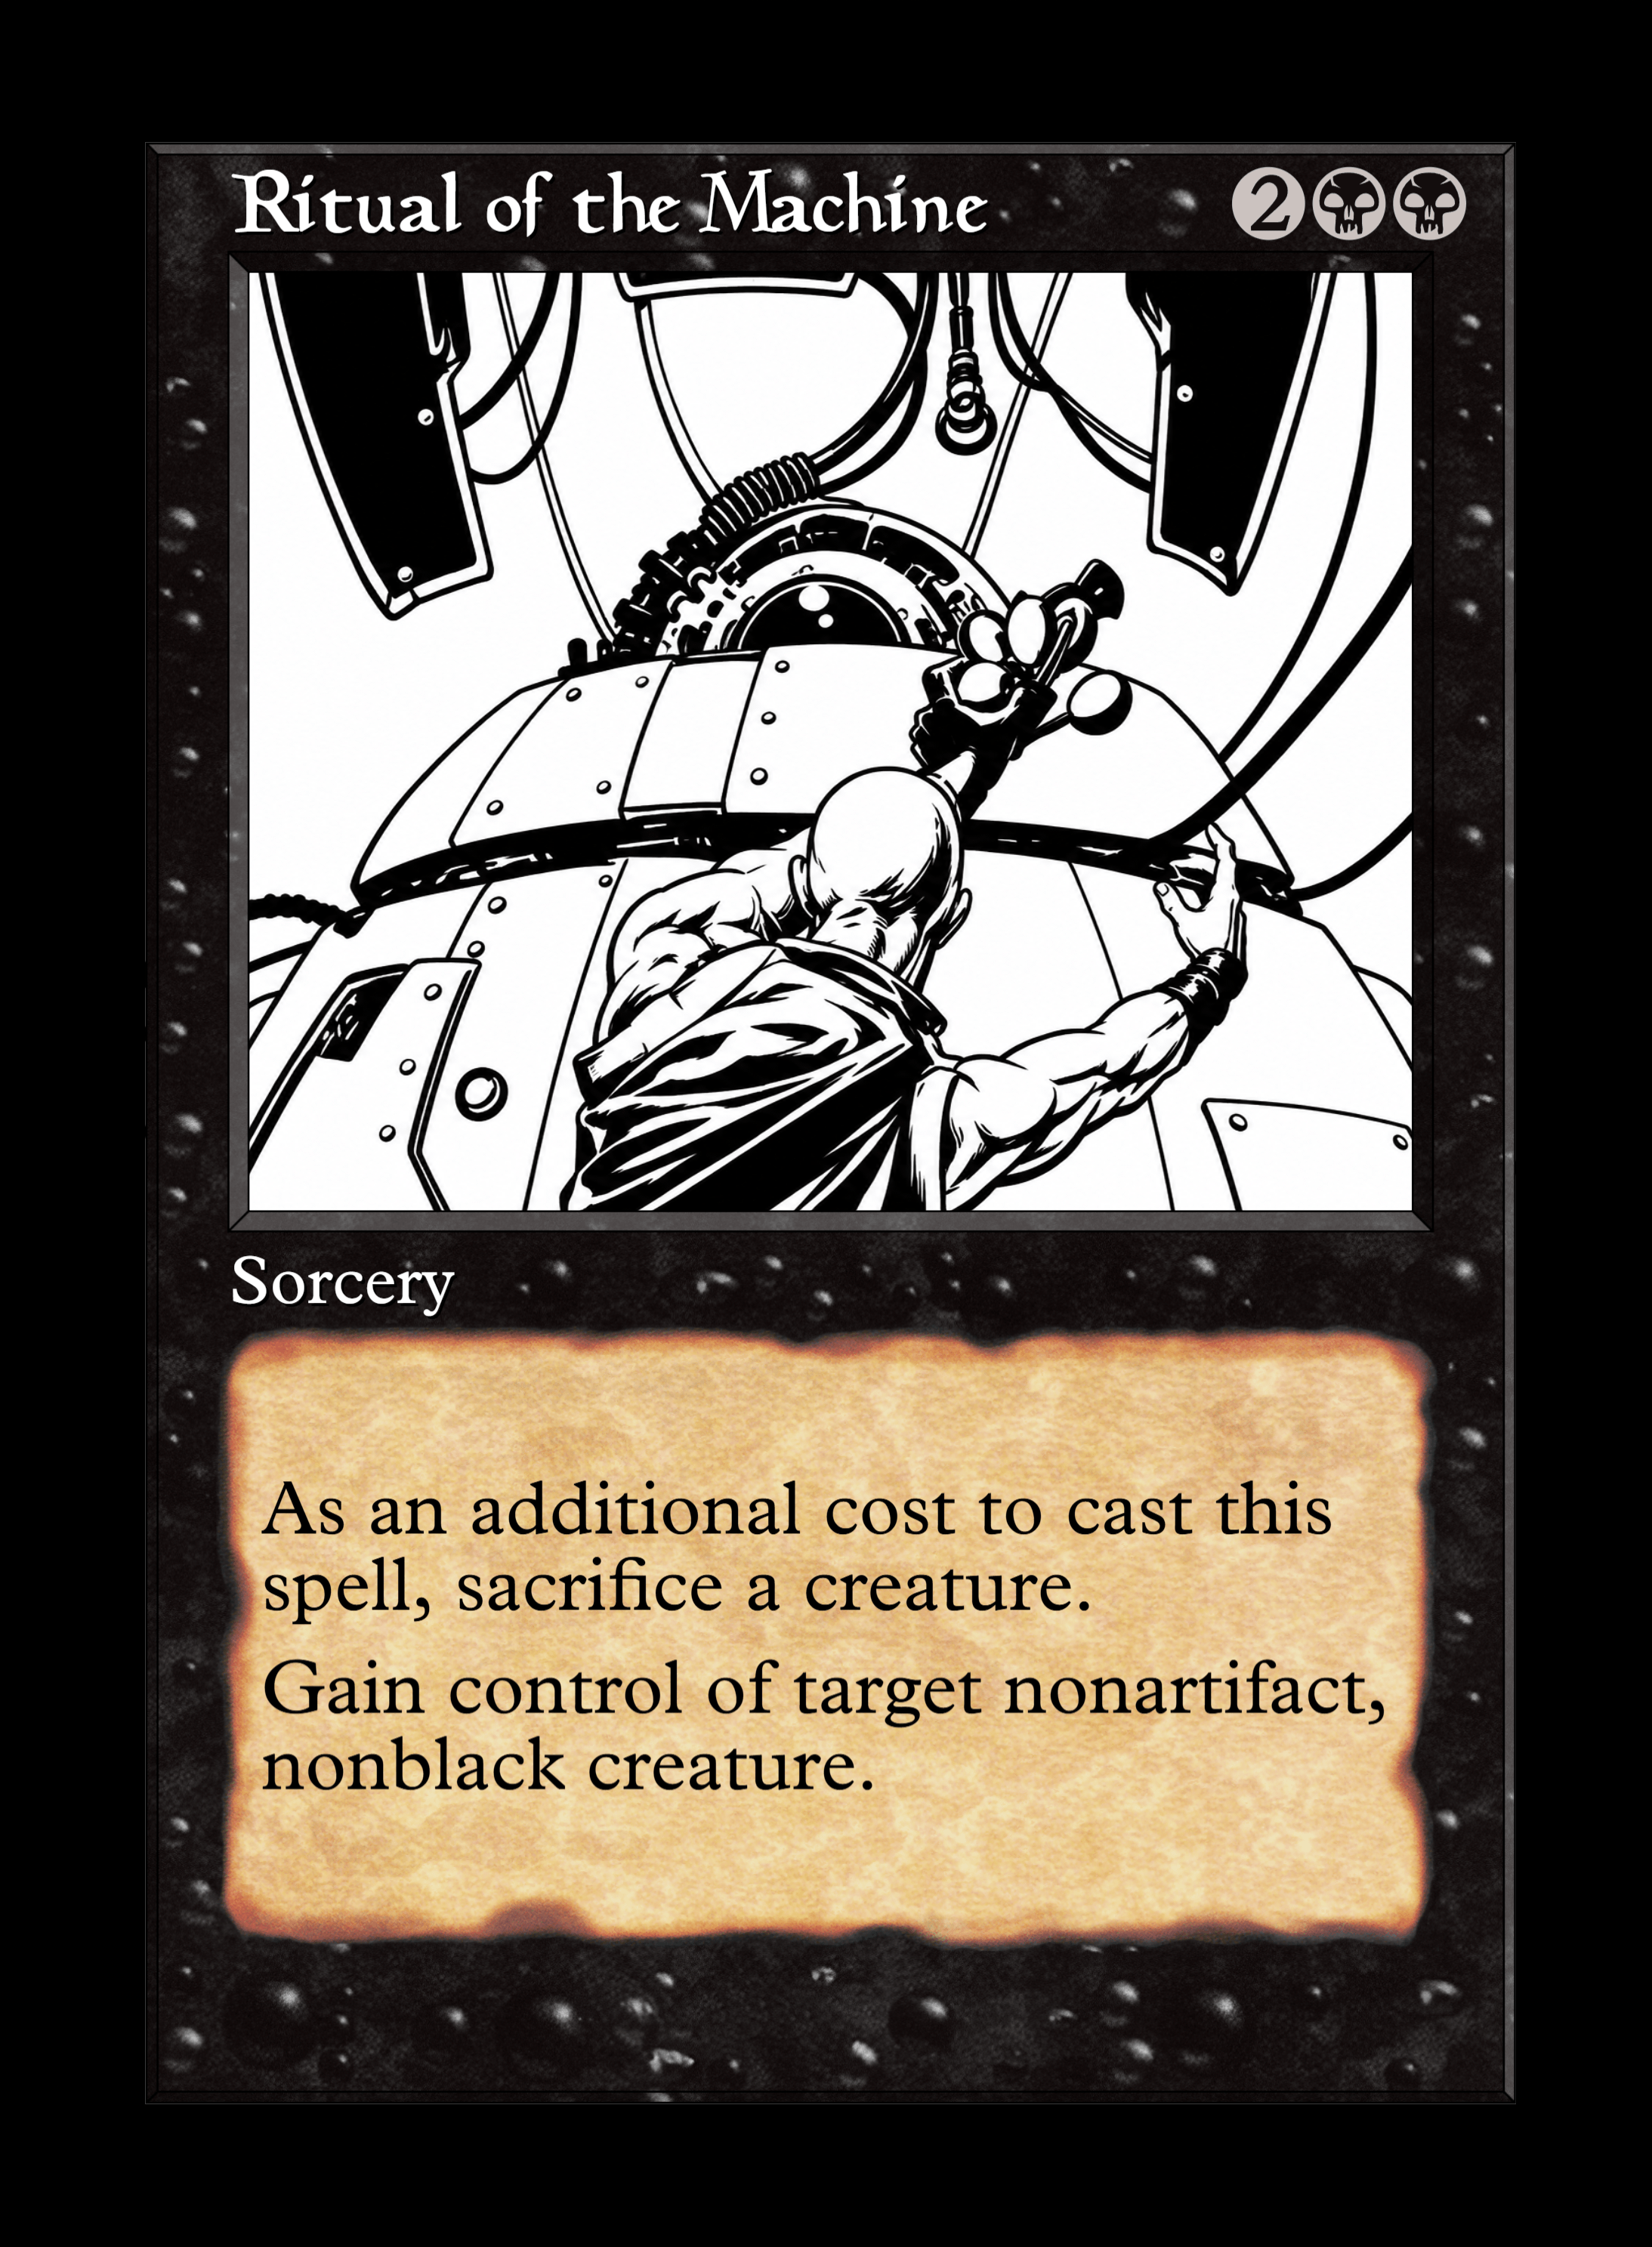 Ritual of the Machine 2
Sorcery
As an additional cost to cast this
spell, sacrifice a creature.
Gain control of target nonartifact,
nonblack creature.